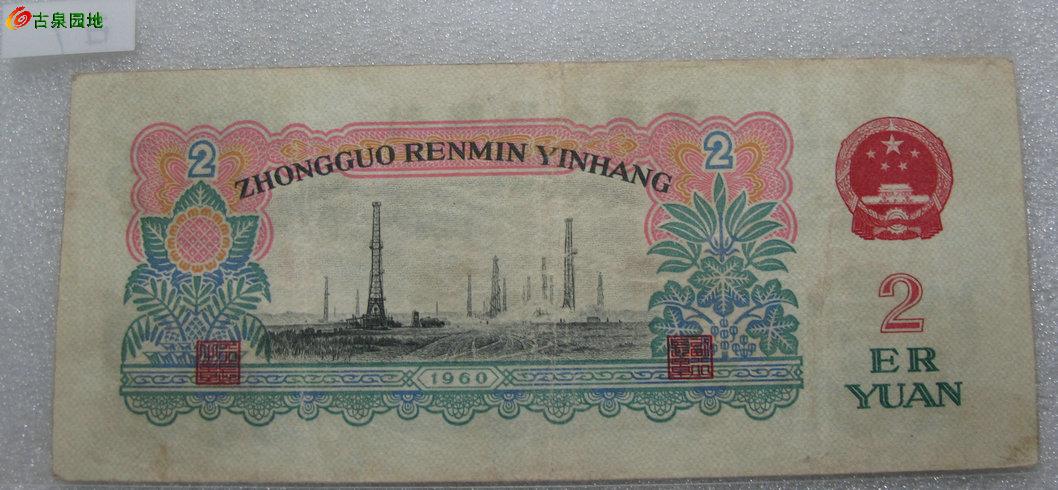 古泉园地
2 2
ZHONGGUO RENMIN YINHANG
2
ER
YUAN
1960